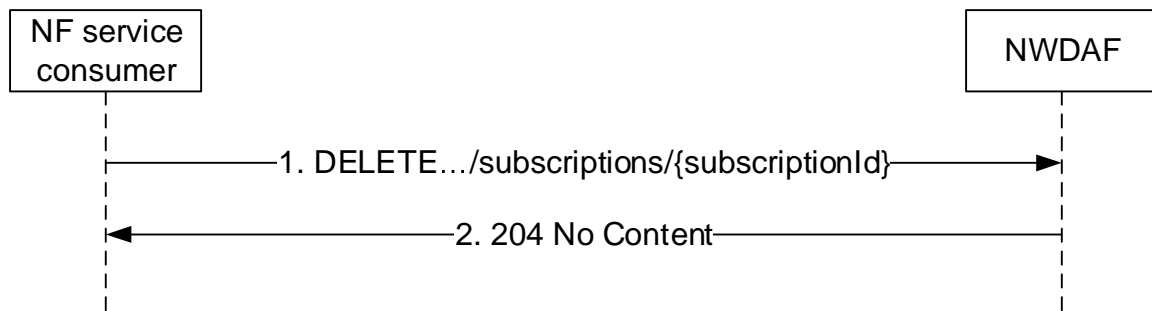 NF service
consumer
NWDAF
1. DELETE…/subscriptions/{subscriptionId}
2. 204 No Content